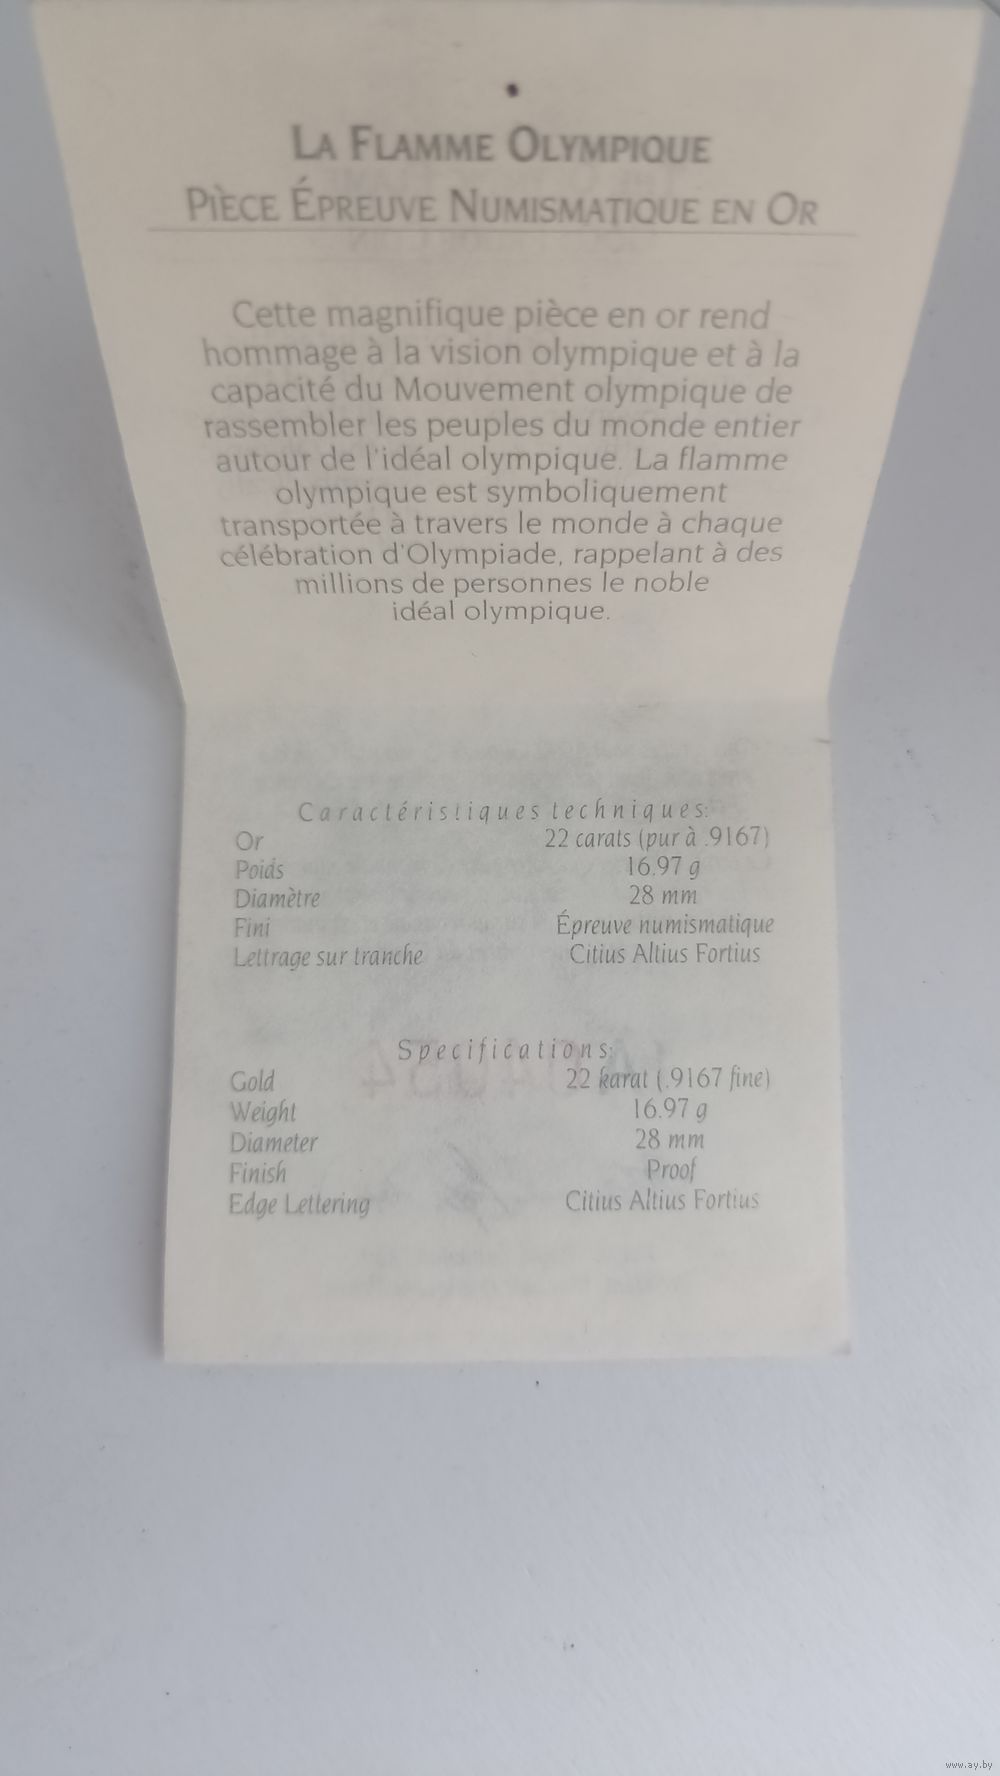 La Flamme Olympique
Pièce Épreuve Numismatique en Or
Cette magnifique pièce en or rend
hommage à la vision olympique et à la
capacité du Mouvement olympique de
rassembler les peuples du monde entier
autour de l'idéal olympique. La flamme
olympique est symboliquement
transportée à travers le monde à chaque
célébration d'Olympiade, rappelant à des
millions de personnes le noble
idéal olympique.
Caractéristiques techniques:
Or 22 carats (pur à .9167)
Poids 16.97 g
Diamètre 28 mm
Fini Épreuve numismatique
Lettrage sur tranche Citius Altius Fortius
Specifications:
Gold 22 karat (.9167 fine)
Weight 16.97 g
Diameter 28 mm
Finish Proof
Edge Lettering Citius Altius Fortius
www.ay.by